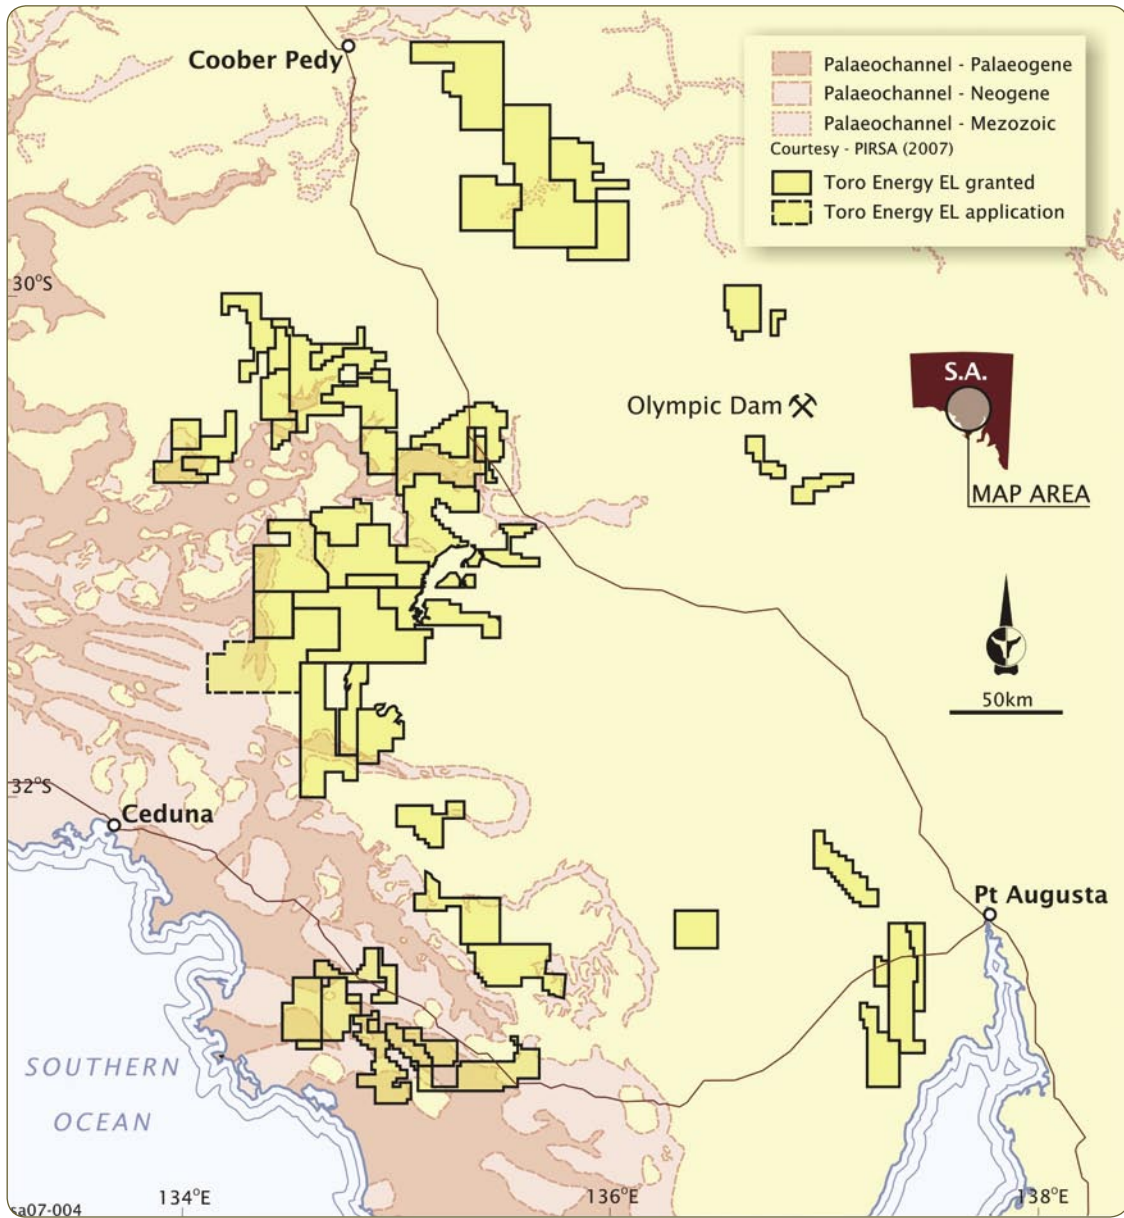 Coober Pedy
Palaeochannel - Palaeogene
Palaeochannel - Neogene
Palaeochannel - Mezozoic
Courtesy - PIRSA (2007)
Toro Energy EL granted
Toro Energy EL application
30°S
S.A.
Olympic Dam
MAP AREA
50km
32°S
Ceduna
Pt Augusta
SOUTHERN
OCEAN
134°E
136°E
138°E
sa07-004